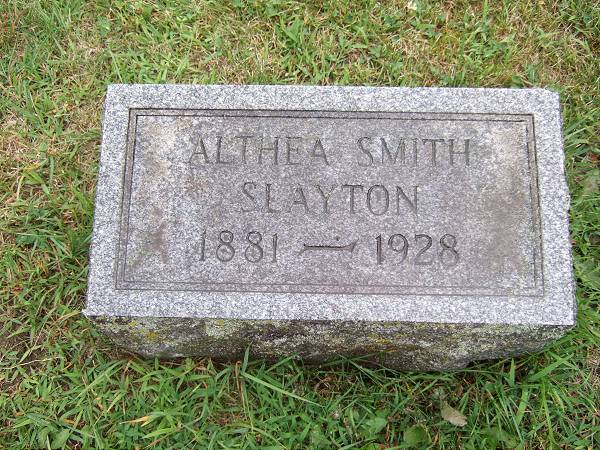 ALTHEA SMITH
SLAYTON
1881 — 1928